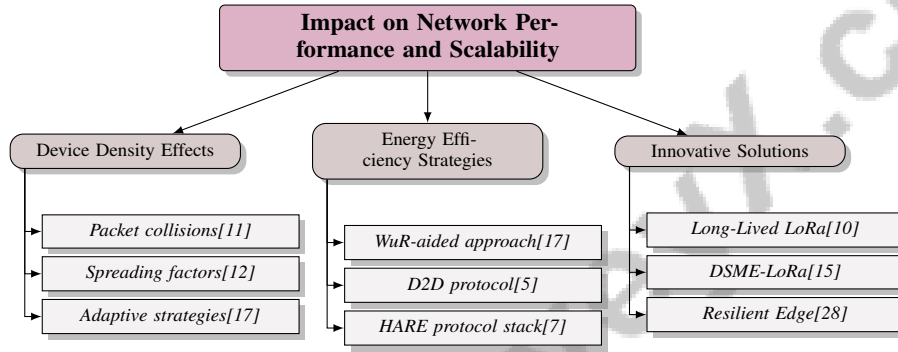 Impact on Network Per-
formance and Scalability
Device Density Effects
Packet collisions[11]
Spreading factors[12]
Adaptive strategies[17]
Energy Effi-
ciency Strategies
WuR-aided approach[17]
D2D protocol[5]
HARE protocol stack[7]
Innovative Solutions
Long-Lived LoRa[10]
DSME-LoRa[15]
Resilient Edge[28]